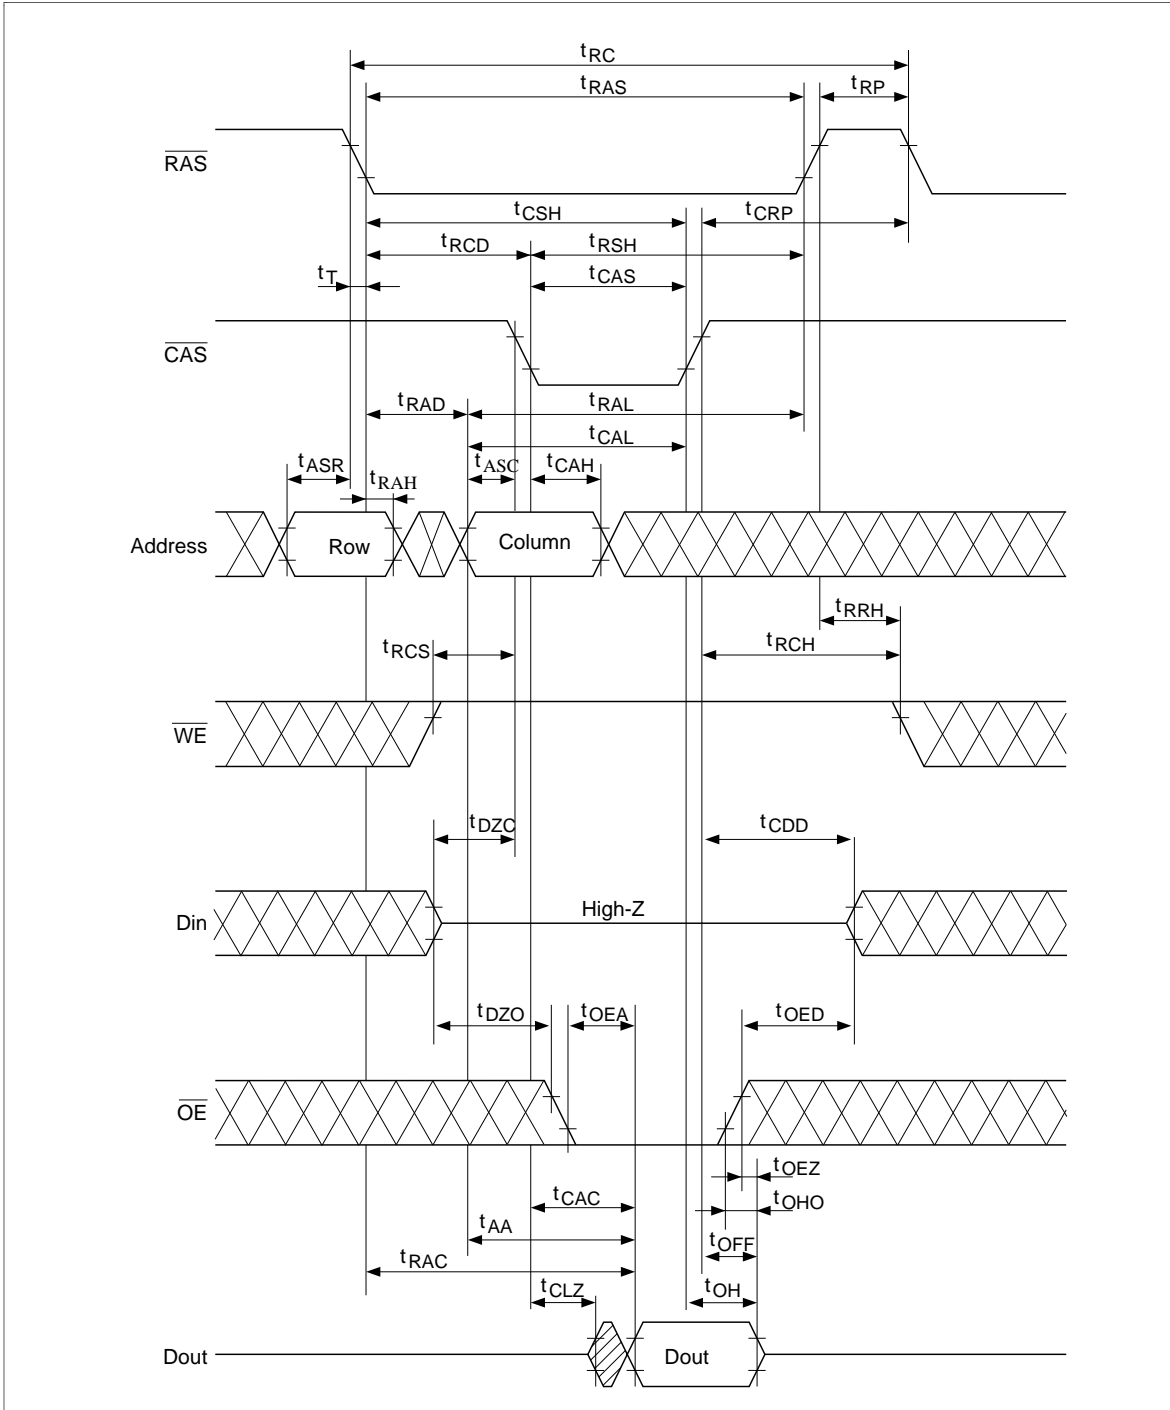 tRC
tRAS
tRP
RAS
tCSH
tCRP
tRCD
tRSH
tT
tCAS
CAS
tRAD
tRAL
tCAL
tASR
tRAH
tASC
tCAH
Address
Row
Column
tRRH
tRCS
tRCH
WE
tDZC
tCDD
Din
High-Z
tDZO
tOEA
tOED
OE
tOEZ
tCAC
tOHO
tAA
tOFF
tRAC
tCLZ
tOH
Dout
Dout